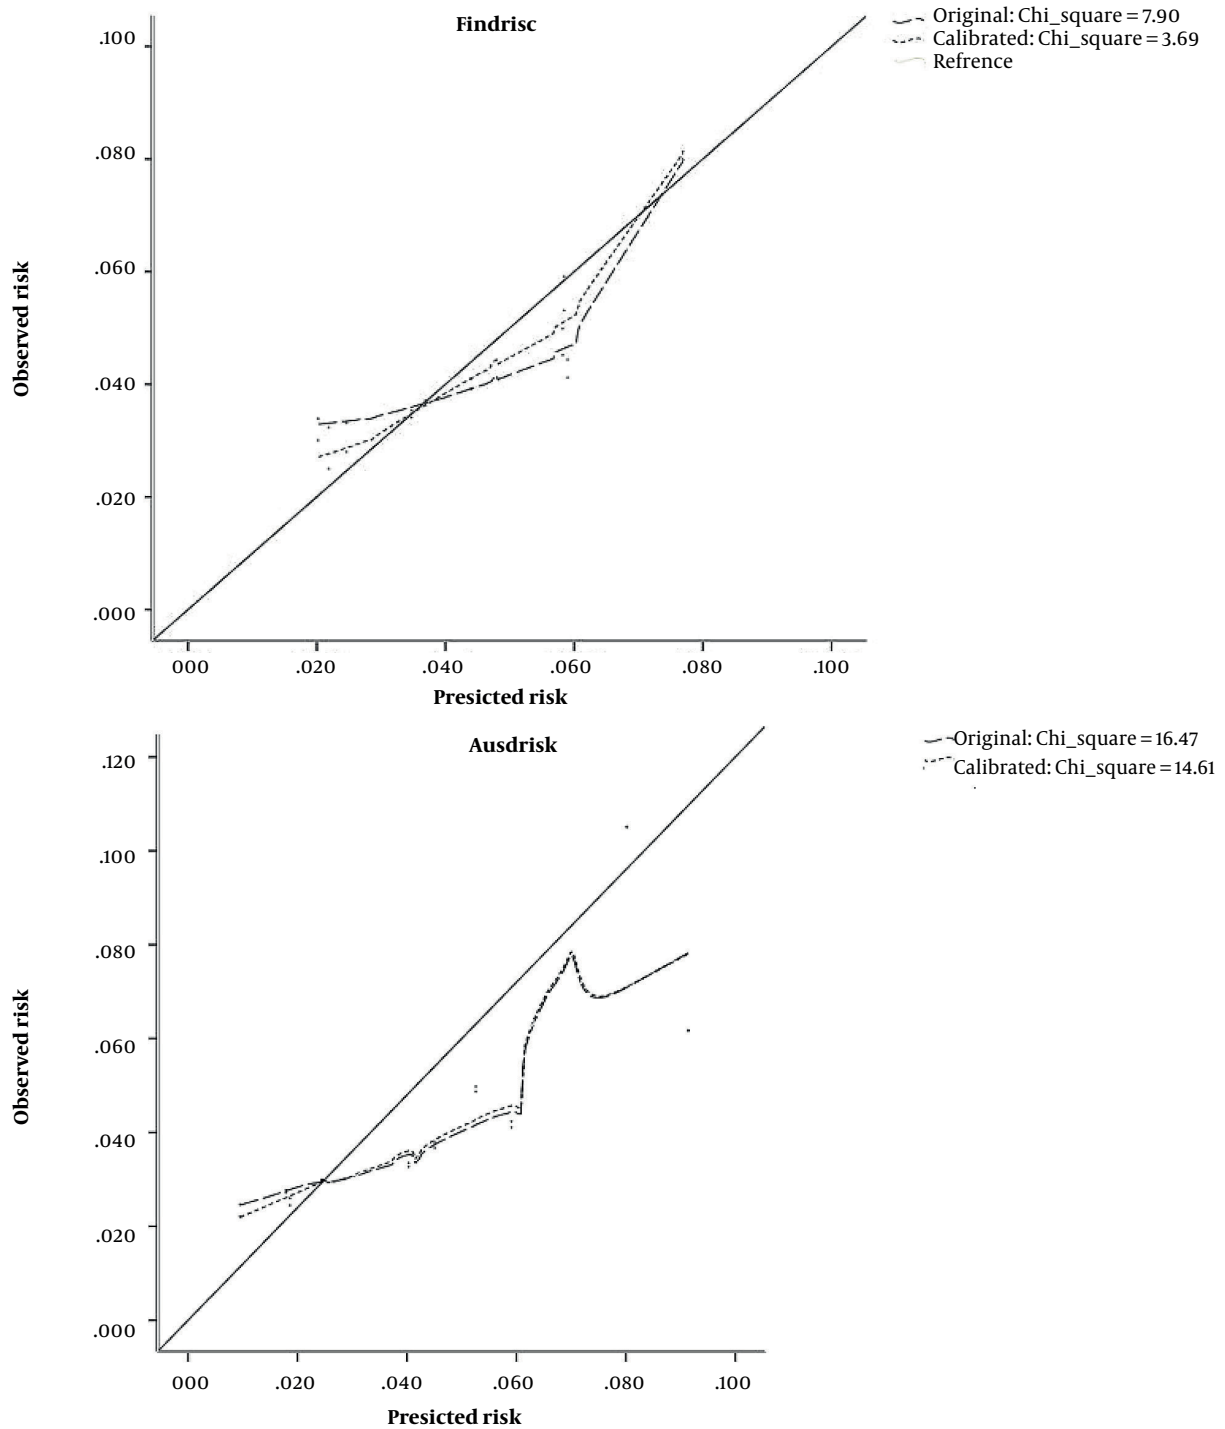 Findrisc
Original: Chi_square = 7.90
Calibrated: Chi_square = 3.69
Refrence
Observed risk
.100
.080
.060
.040
.020
.000
000 .020 .040 .060 .080 .100
Presicted risk
Ausdrisk
Original: Chi_square = 16.47
Calibrated: Chi_square = 14.61
Observed risk
.120
.100
.080
.060
.040
.020
.000
000 .020 .040 .060 .080 .100
Presicted risk